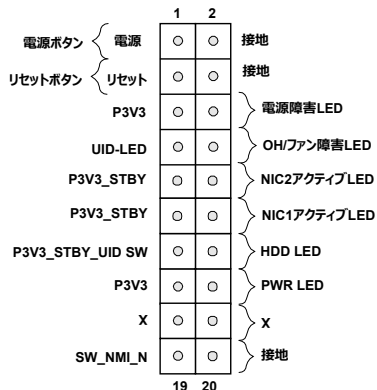 1 2
電源ボタン 電源 接地
リセットボタン リセット 接地
P3V3 電源障害LED
UID-LED OH/ファン障害LED
P3V3_STBY NIC2アクティブLED
P3V3_STBY NIC1アクティブLED
P3V3_STBY_UID SW HDD LED
P3V3 PWR LED
X X
SW_NMI_N 接地
19 20